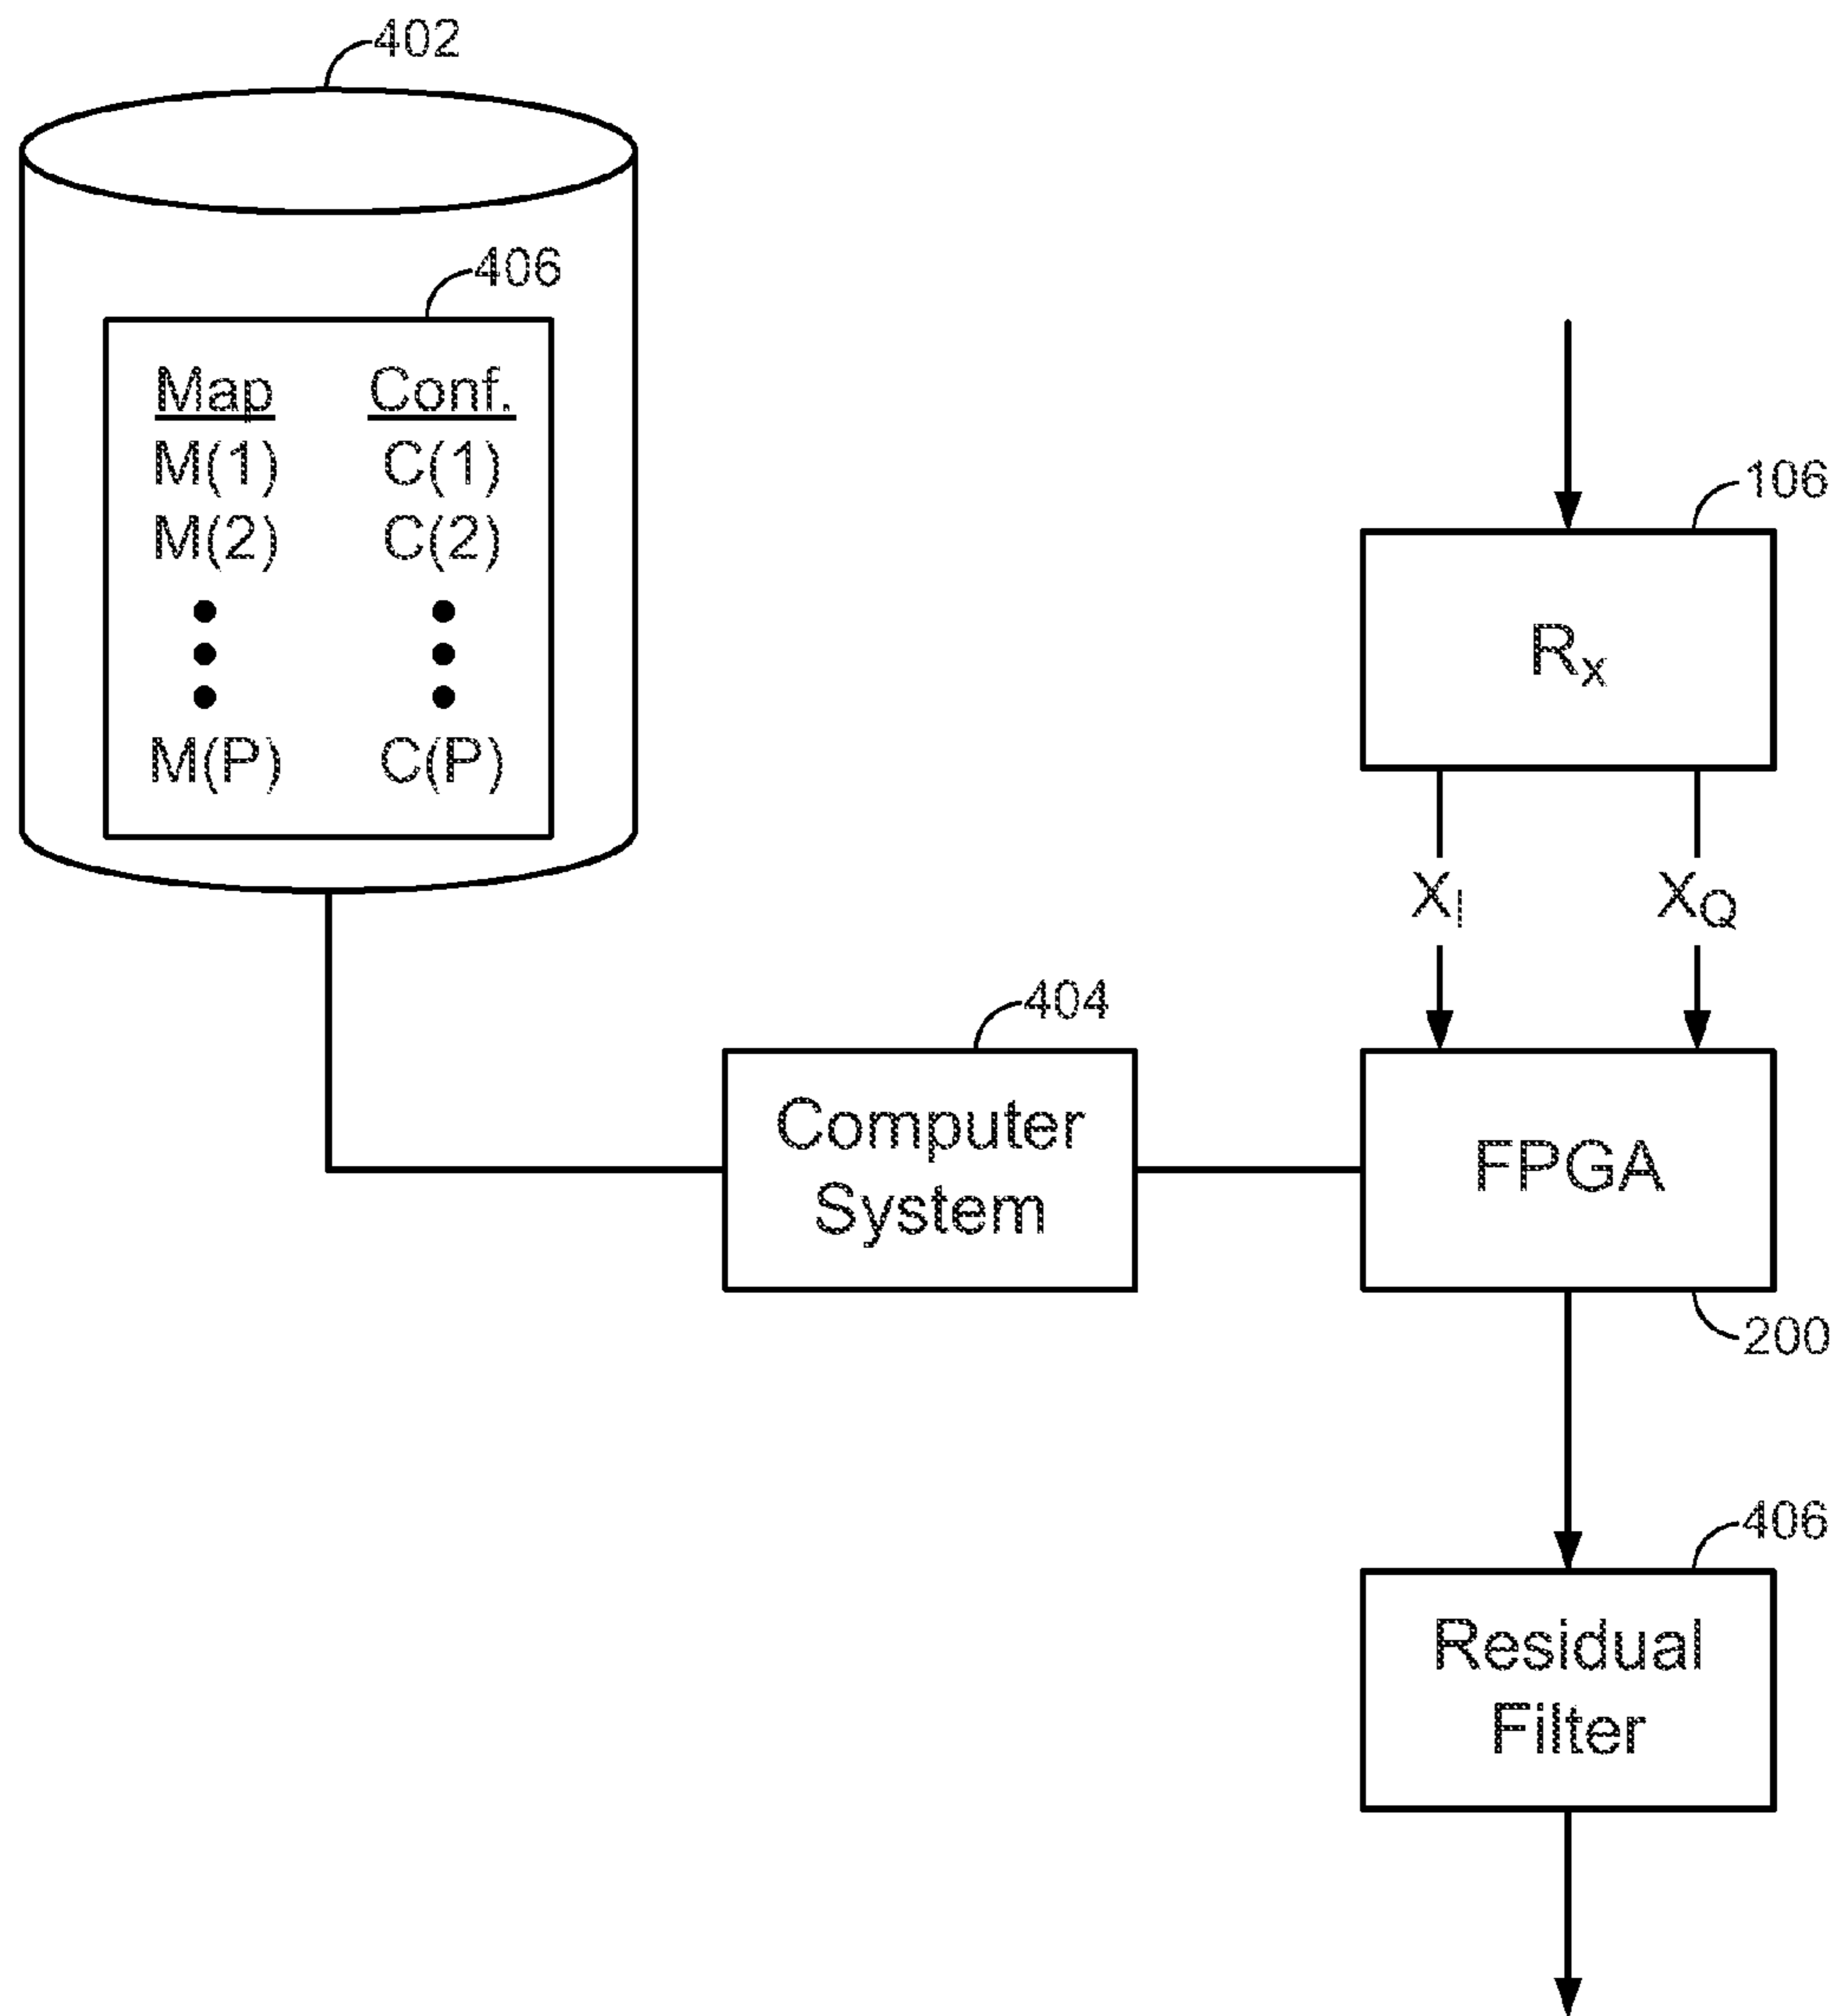 402
406
Map Conf.
M(1) C(1)
M(2) C(2)
M(P) C(P)
106
Rx
XI XQ
404
Computer
System
FPGA
200
406
Residual
Filter